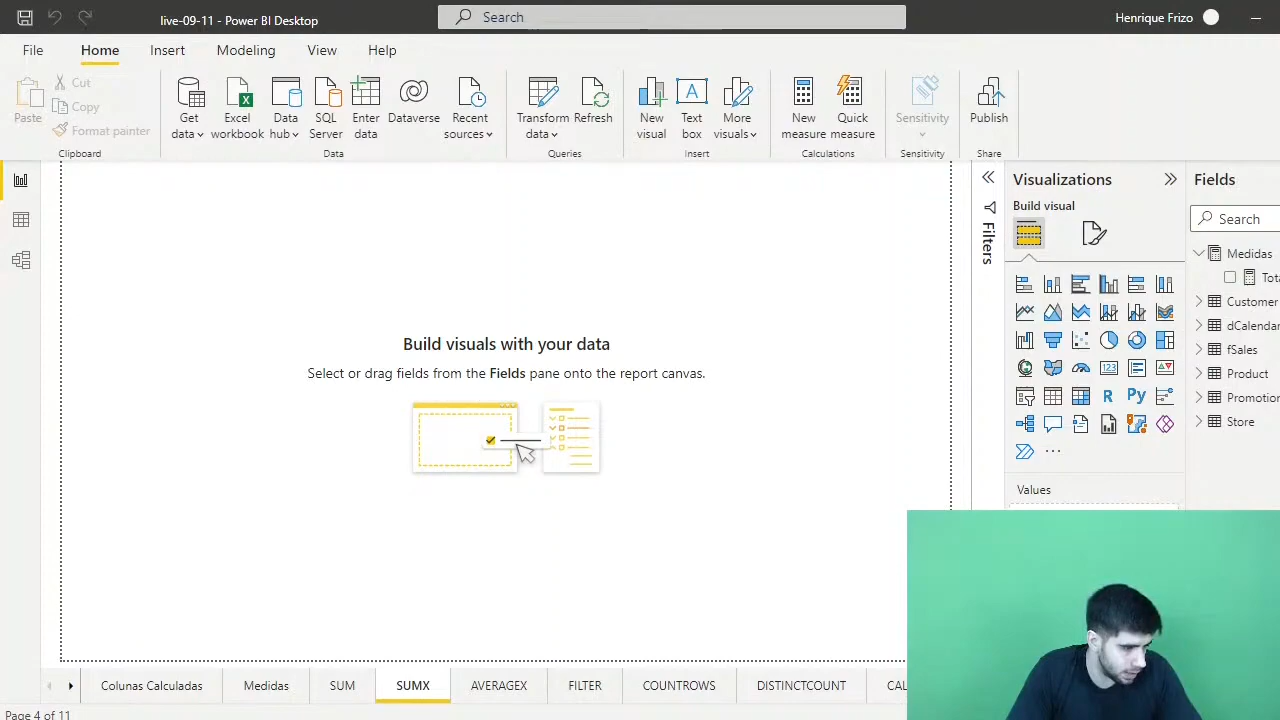 live-09-11 - Power BI Desktop
Search
Henrique Frizo
File
Home
Insert
Modeling
View
Help
Paste
Cut
Copy
Format painter
Clipboard
Get data
Excel workbook
Data hub
SQL Server
Enter data
Dataverse
Recent sources
Data
Transform data
Refresh
Queries
New visual
Text box
More visuals
Insert
New measure
Quick measure
Calculations
Sensitivity
Sensitivity
Publish
Share
Filters
Visualizations
Build visual
123
R
Py
Values
Fields
Search
Medidas
Tota
Customer
dCalendar
fSales
Product
Promotion
Store
Build visuals with your data
Select or drag fields from the Fields pane onto the report canvas.
Colunas Calculadas
Medidas
SUM
SUMX
AVERAGEX
FILTER
COUNTROWS
DISTINCTCOUNT
CAL
Page 4 of 11